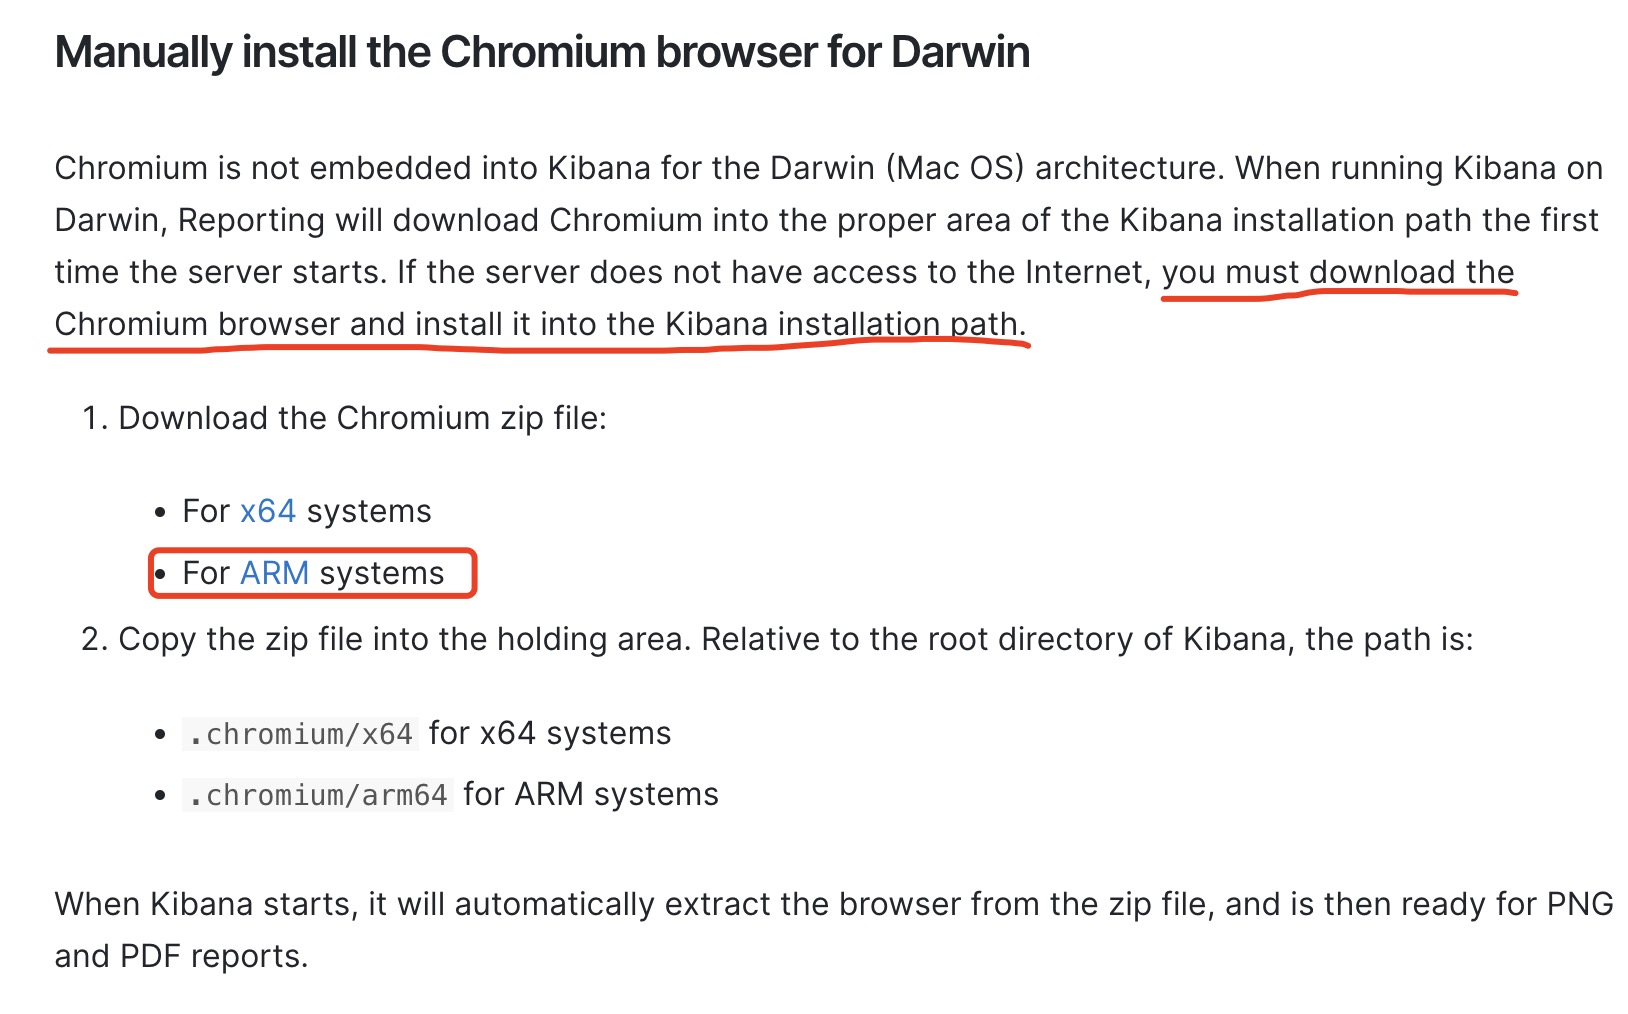 Manually install the Chromium browser for Darwin
Chromium is not embedded into Kibana for the Darwin (Mac OS) architecture. When running Kibana on
Darwin, Reporting will download Chromium into the proper area of the Kibana installation path the first
time the server starts. If the server does not have access to the Internet, you must download the
Chromium browser and install it into the Kibana installation path.
1. Download the Chromium zip file:
• For x64 systems
• For ARM systems
2. Copy the zip file into the holding area. Relative to the root directory of Kibana, the path is:
• .chromium/x64 for x64 systems
• .chromium/arm64 for ARM systems
When Kibana starts, it will automatically extract the browser from the zip file, and is then ready for PNG
and PDF reports.